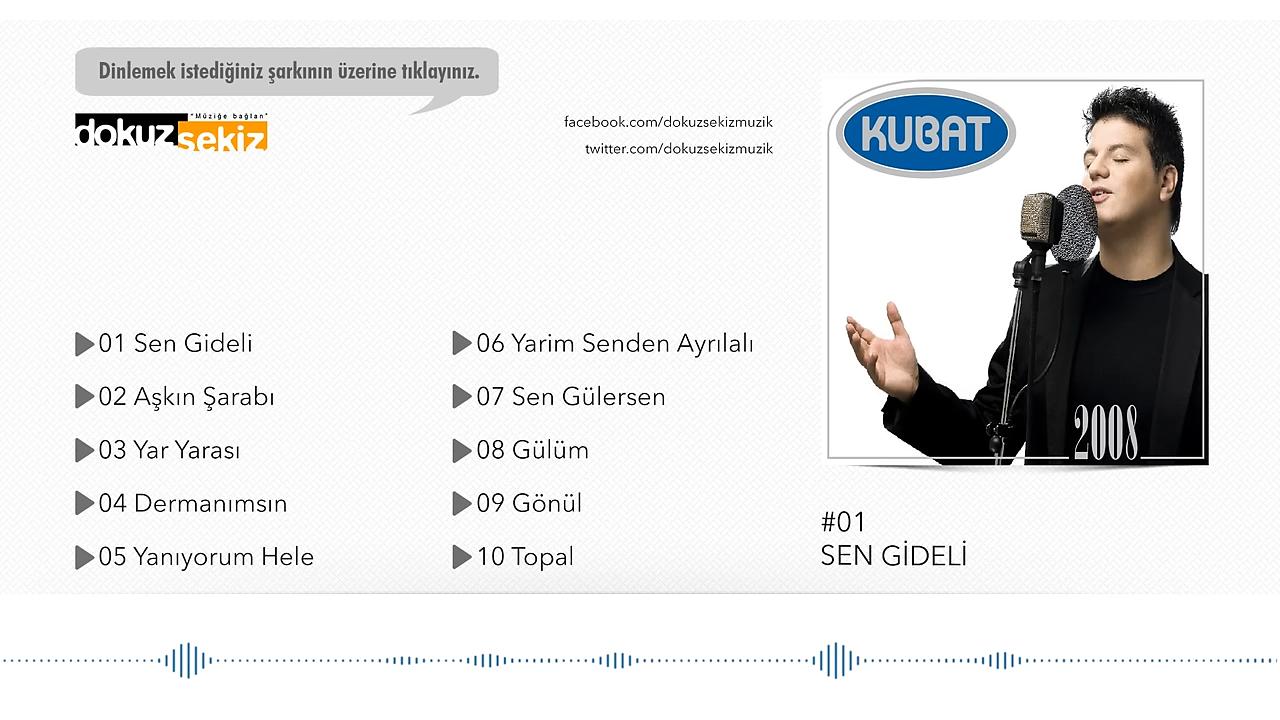 Dinlemek istediğiniz şarkının üzerine tıklayınız.
"Müziğe bağlan"
dokuzsekiz
facebook.com/dokuzsekizmuzik
twitter.com/dokuzsekizmuzik
KUBAT
2008
01 Sen Gideli
02 Aşkın Şarabı
03 Yar Yarası
04 Dermanımsın
05 Yanıyorum Hele
06 Yarim Senden Ayrılalı
07 Sen Gülersen
08 Gülüm
09 Gönül
10 Topal
#01
SEN GİDELİ